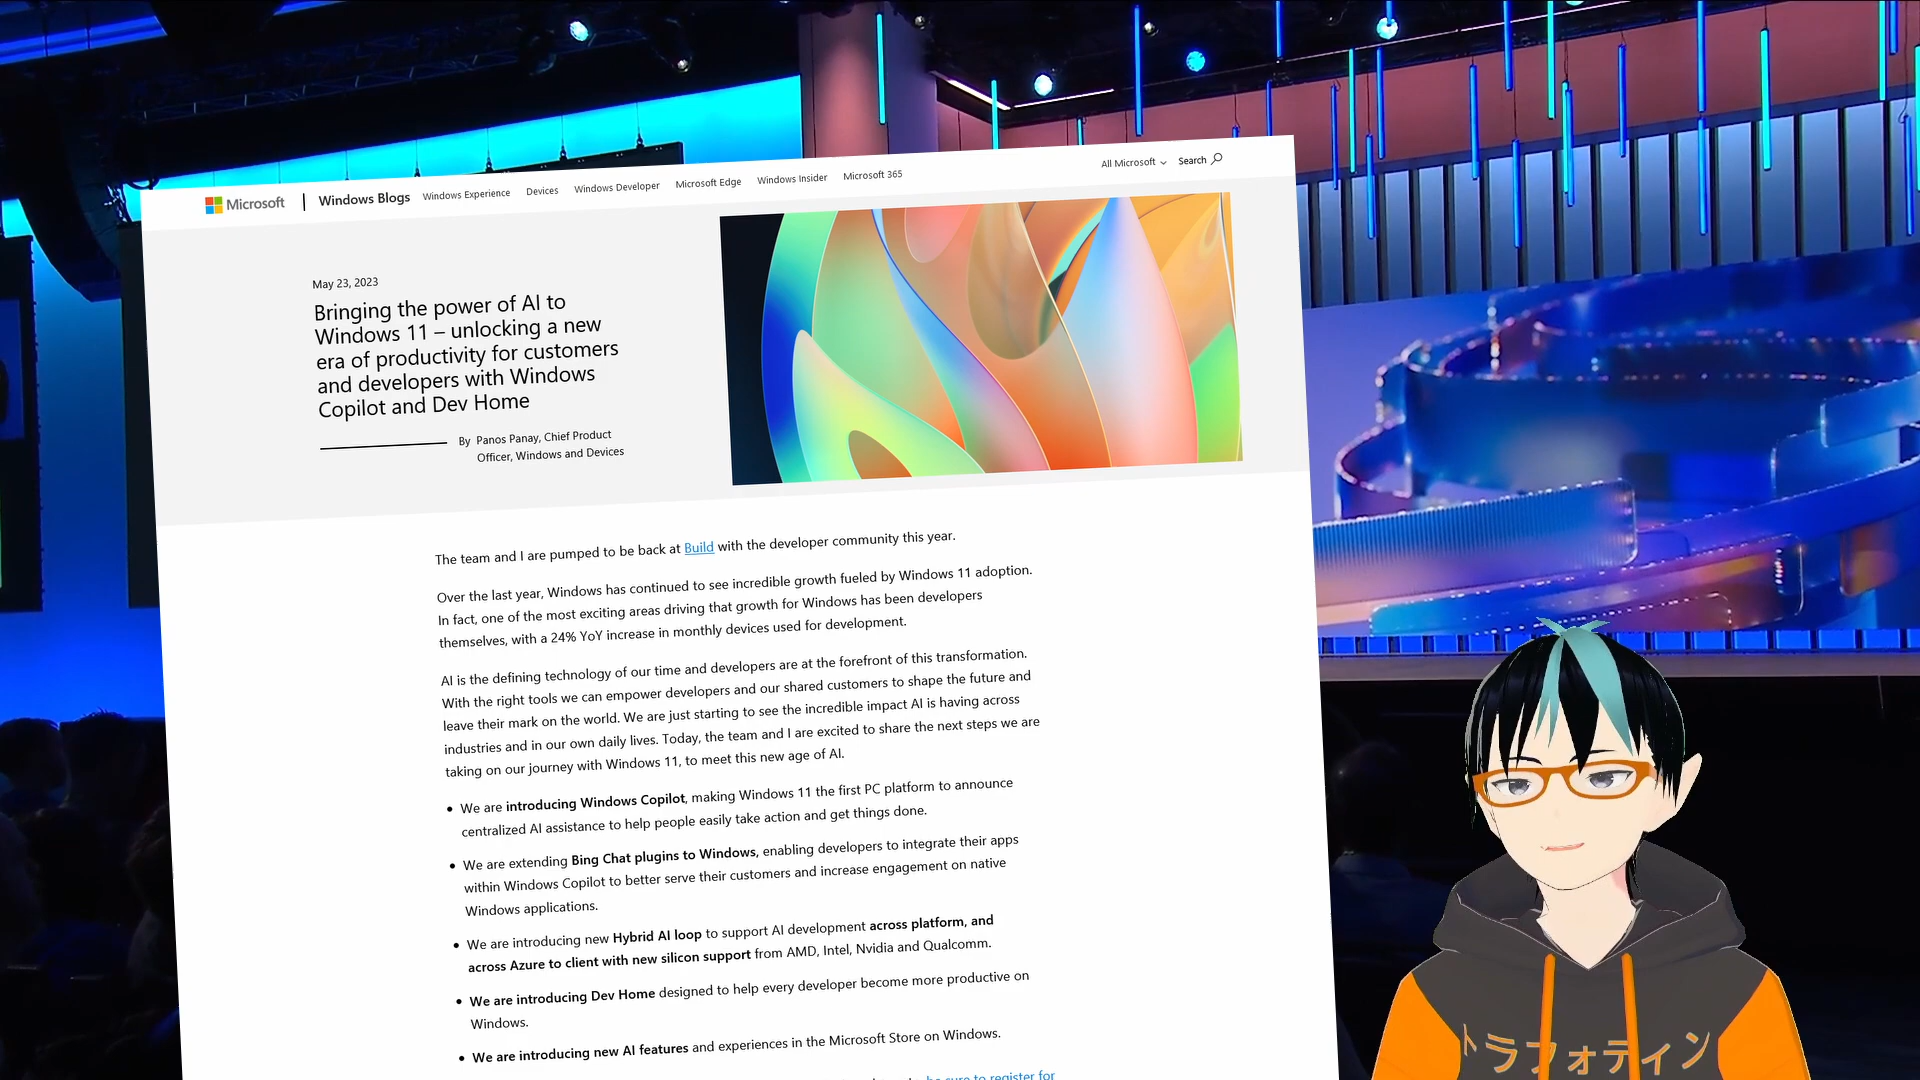 Microsoft
Windows Blogs
Windows Experience
Devices
Windows Developer
Microsoft Edge
Windows Insider
Microsoft 365
All Microsoft
Search
May 23, 2023
Bringing the power of AI to
Windows 11 – unlocking a new
era of productivity for customers
and developers with Windows
Copilot and Dev Home
By Panos Panay, Chief Product
Officer, Windows and Devices
The team and I are pumped to be back at Build with the developer community this year.
Over the last year, Windows has continued to see incredible growth fueled by Windows 11 adoption.
In fact, one of the most exciting areas driving that growth for Windows has been developers
themselves, with a 24% YoY increase in monthly devices used for development.
AI is the defining technology of our time and developers are at the forefront of this transformation.
With the right tools we can empower developers and our shared customers to shape the future and
leave their mark on the world. We are just starting to see the incredible impact AI is having across
industries and in our own daily lives. Today, the team and I are excited to share the next steps we are
taking on our journey with Windows 11, to meet this new age of AI.
• We are introducing Windows Copilot, making Windows 11 the first PC platform to announce
centralized AI assistance to help people easily take action and get things done.
• We are extending Bing Chat plugins to Windows, enabling developers to integrate their apps
within Windows Copilot to better serve their customers and increase engagement on native
Windows applications.
• We are introducing new Hybrid AI loop to support AI development across platform, and
across Azure to client with new silicon support from AMD, Intel, Nvidia and Qualcomm.
• We are introducing Dev Home designed to help every developer become more productive on
Windows.
• We are introducing new AI features and experiences in the Microsoft Store on Windows.
be sure to register for
トラフォティン